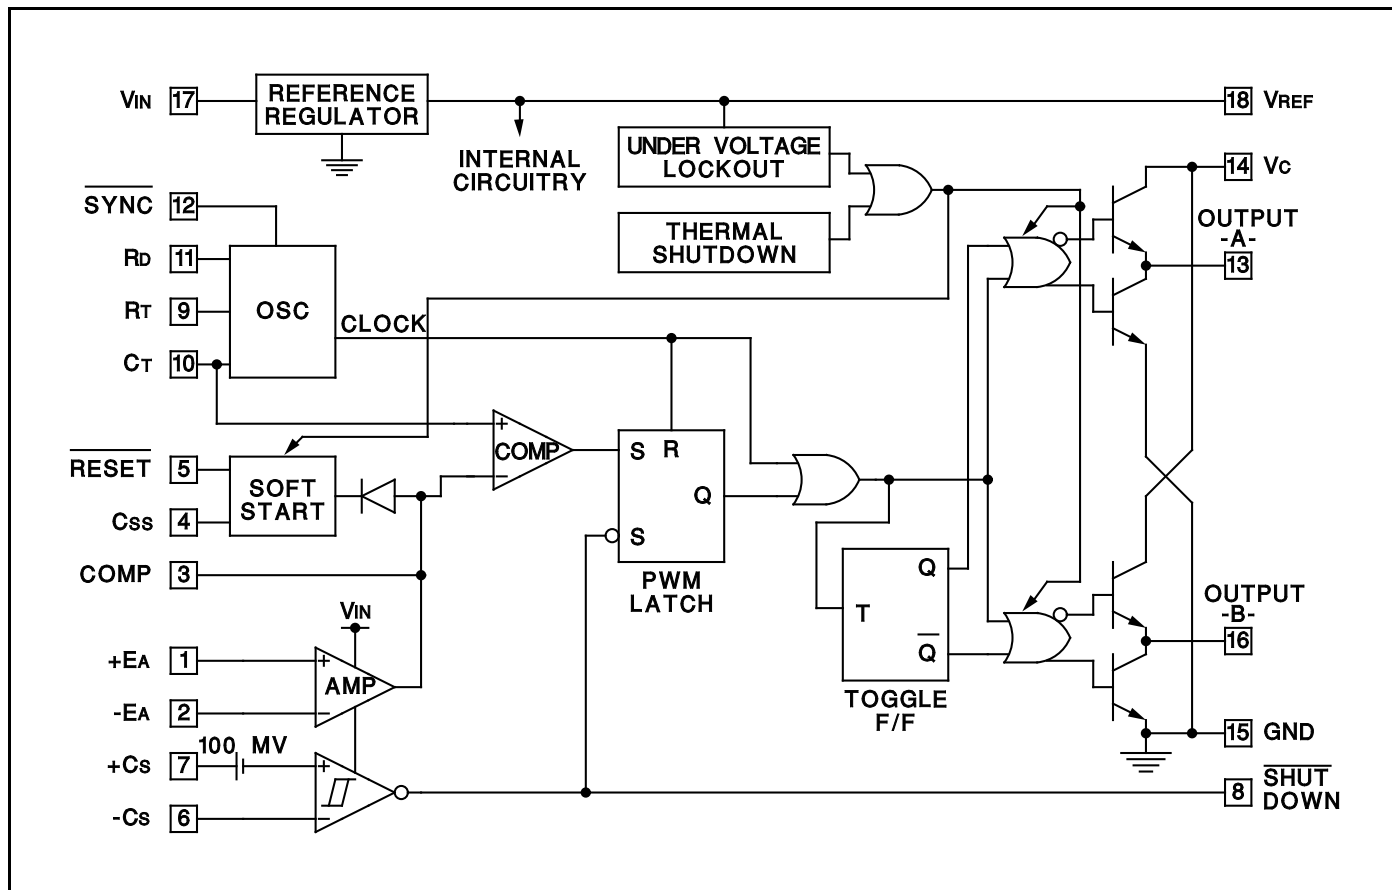 VIN 17
REFERENCE
REGULATOR
18 VREF
INTERNAL
CIRCUITRY
UNDER VOLTAGE
LOCKOUT
THERMAL
SHUTDOWN
14 VC
OUTPUT
-A-
13
SYNC 12
RD 11
RT 9
CT 10
OSC
CLOCK
RESET 5
CSS 4
SOFT
START
COMP 3
+
COMP
−
S R
Q
S
PWM
LATCH
Q
T
Q
TOGGLE
F/F
OUTPUT
-B-
16
VIN
+EA 1
-EA 2
+
AMP
−
100 MV
+CS 7
-CS 6
+
−
15 GND
8 SHUT
DOWN